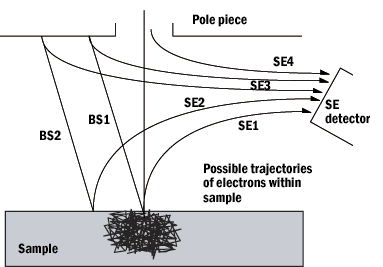 Pole piece
SE4
SE3
SE2
SE
detector
BS2
BS1
SE1
Possible trajectories
of electrons within
sample
Sample